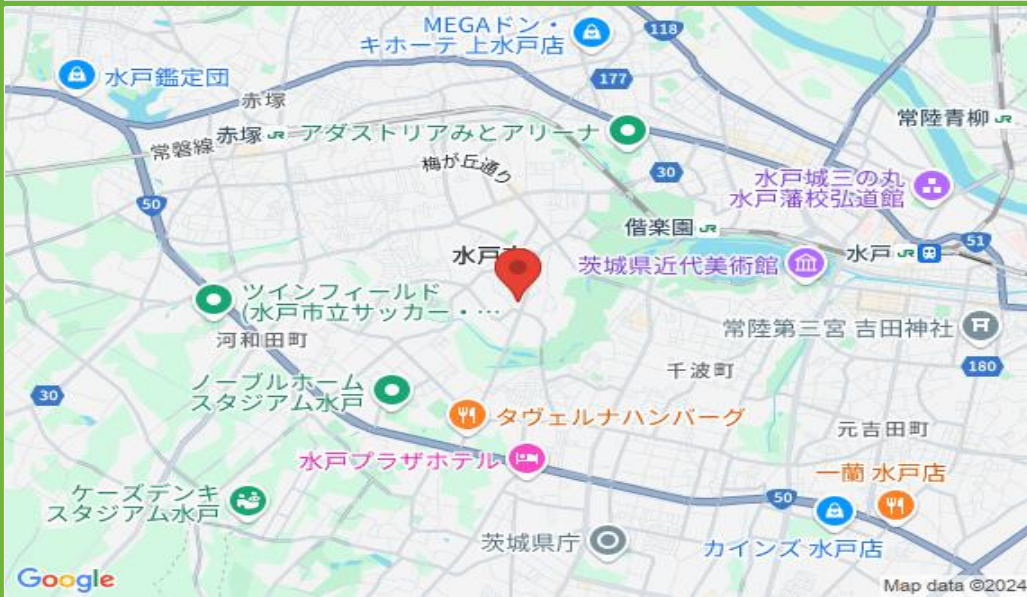 MEGAドン・
キホーテ 上水戸店
118
水戸鑑定団
177
赤塚
常陸青柳
常磐線
赤塚
JR
アダストリアみとアリーナ
梅が丘通り
30
水戸城三の丸
水戸藩校弘道館
50
偕楽園
JR
水戸
JR
51
茨城県近代美術館
ツインフィールド
(水戸市立サッカー・…
河和田町
常陸第三宮 吉田神社
千波町
180
30
ノーブルホーム
スタジアム水戸
タヴェルナハンバーグ
元吉田町
水戸プラザホテル
一蘭 水戸店
ケーズデンキ
スタジアム水戸
50
茨城県庁
カインズ 水戸店
Google
Map data ©2024